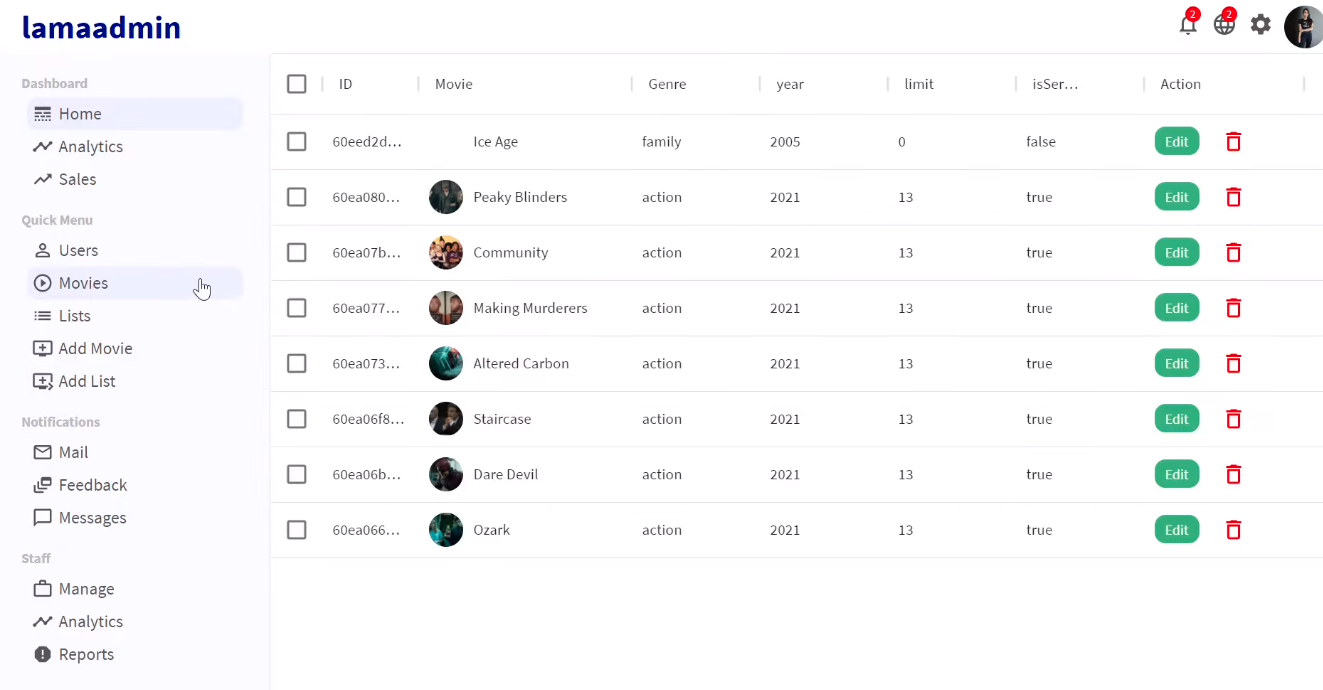 lamaadmin
2
2
Dashboard
Home
Analytics
Sales
Quick Menu
Users
Movies
Lists
Add Movie
Add List
Notifications
Mail
Feedback
Messages
Staff
Manage
Analytics
Reports
ID Movie Genre year limit isSer... Action
60eed2d... Ice Age family 2005 0 false Edit
60ea080... Peaky Blinders action 2021 13 true Edit
60ea07b... Community action 2021 13 true Edit
60ea077... Making Murderers action 2021 13 true Edit
60ea073... Altered Carbon action 2021 13 true Edit
60ea06f8... Staircase action 2021 13 true Edit
60ea06b... Dare Devil action 2021 13 true Edit
60ea066... Ozark action 2021 13 true Edit